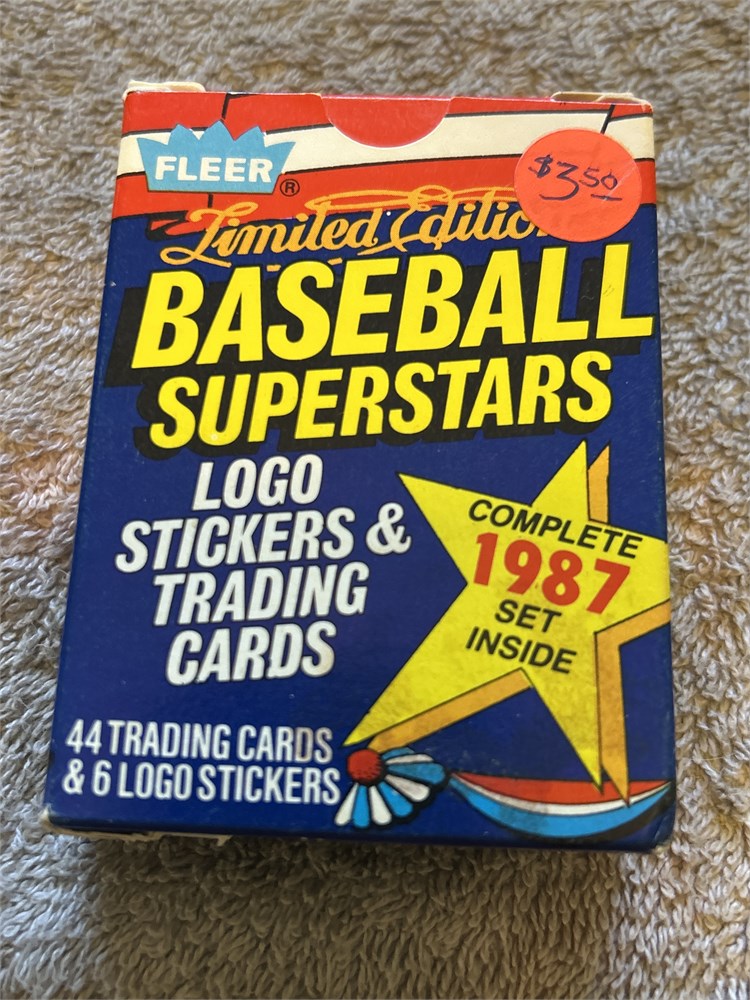 FLEER®
$3.50
Limited Edition
BASEBALL
SUPERSTARS
LOGO
STICKERS &
TRADING
CARDS
COMPLETE
1987
SET
INSIDE
44 TRADING CARDS
& 6 LOGO STICKERS